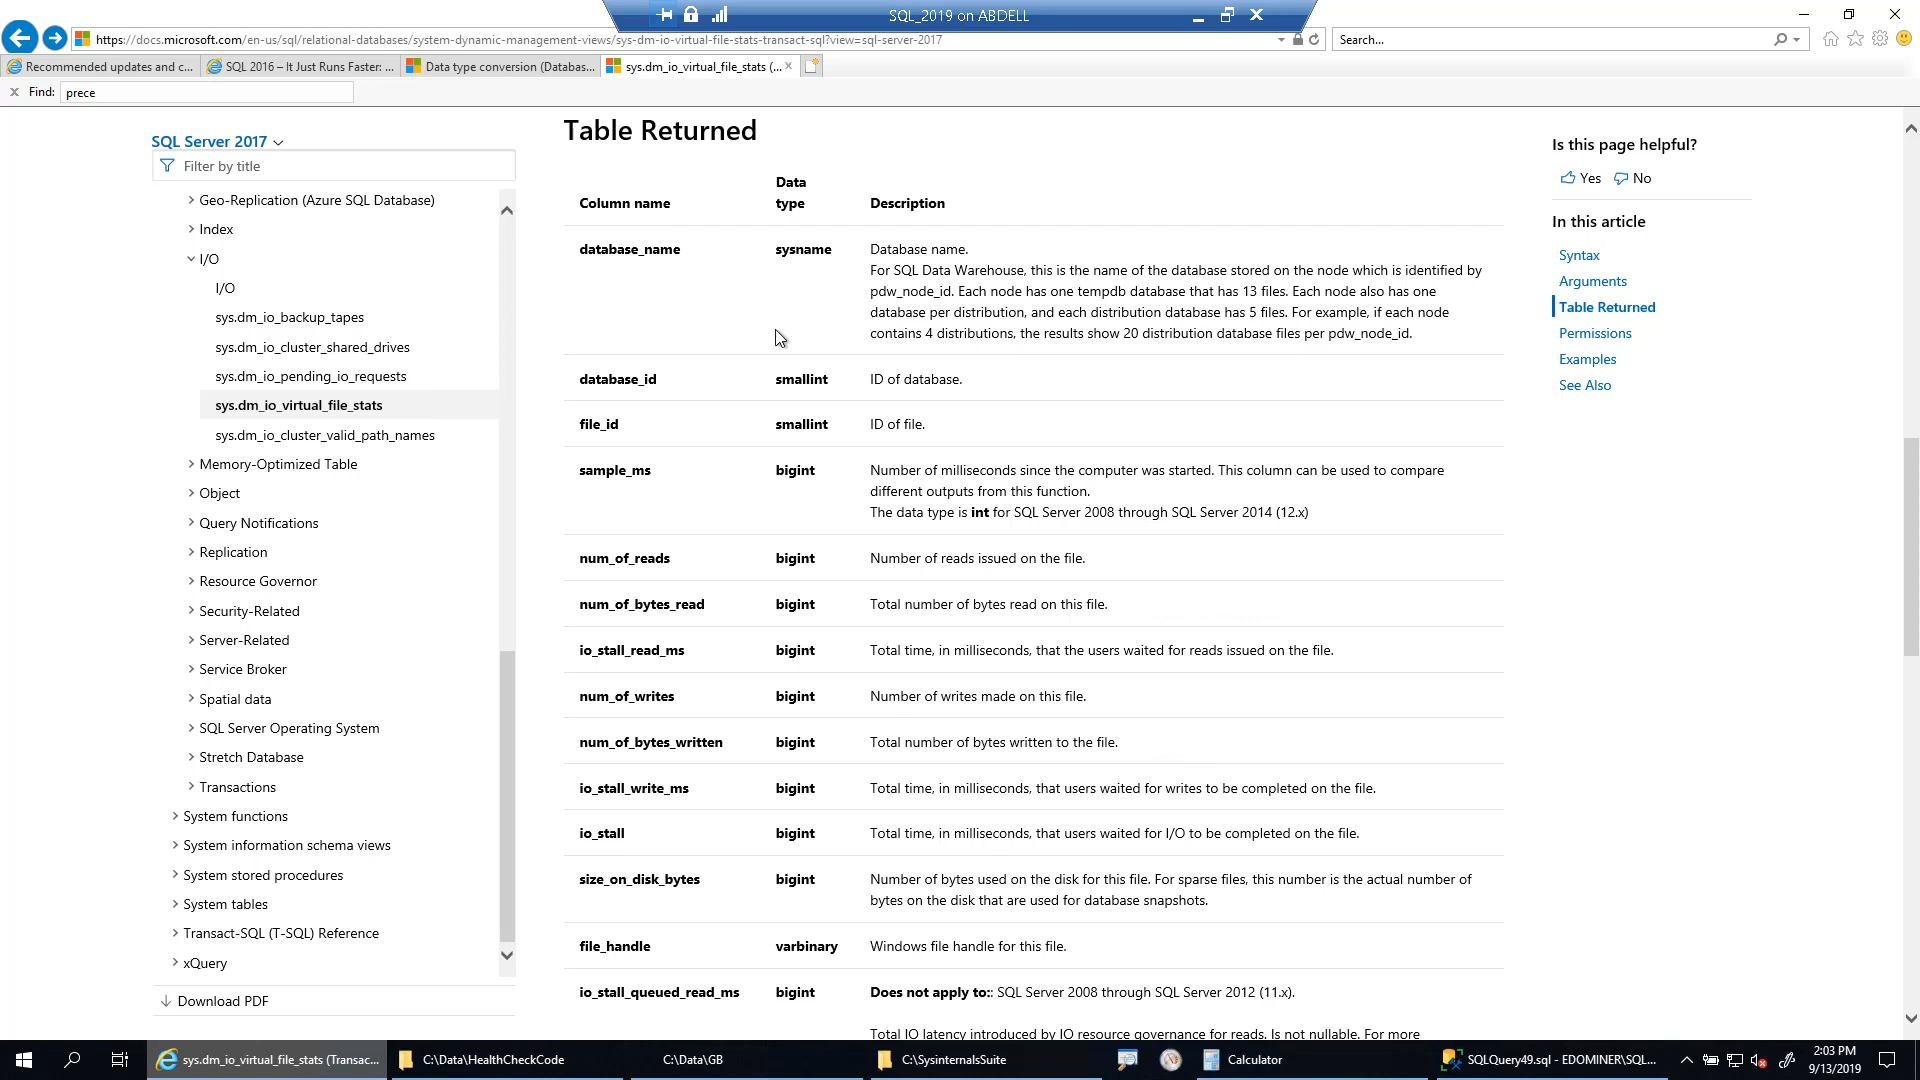 SQL_2019 on ABDELL
https://docs.microsoft.com/en-us/sql/relational-databases/system-dynamic-management-views/sys-dm-io-virtual-file-stats-transact-sql?view=sql-server-2017
Search...
Recommended updates and c...
SQL 2016 – It Just Runs Faster: ...
Data type conversion (Databas...
sys.dm_io_virtual_file_stats (...
Find: prece
SQL Server 2017
Filter by title
Geo-Replication (Azure SQL Database)
Index
I/O
I/O
sys.dm_io_backup_tapes
sys.dm_io_cluster_shared_drives
sys.dm_io_pending_io_requests
sys.dm_io_virtual_file_stats
sys.dm_io_cluster_valid_path_names
Memory-Optimized Table
Object
Query Notifications
Replication
Resource Governor
Security-Related
Server-Related
Service Broker
Spatial data
SQL Server Operating System
Stretch Database
Transactions
System functions
System information schema views
System stored procedures
System tables
Transact-SQL (T-SQL) Reference
xQuery
Download PDF
Table Returned
Column name Data type Description
database_name sysname Database name.
For SQL Data Warehouse, this is the name of the database stored on the node which is identified by
pdw_node_id. Each node has one tempdb database that has 13 files. Each node also has one
database per distribution, and each distribution database has 5 files. For example, if each node
contains 4 distributions, the results show 20 distribution database files per pdw_node_id.
database_id smallint ID of database.
file_id smallint ID of file.
sample_ms bigint Number of milliseconds since the computer was started. This column can be used to compare
different outputs from this function.
The data type is int for SQL Server 2008 through SQL Server 2014 (12.x)
num_of_reads bigint Number of reads issued on the file.
num_of_bytes_read bigint Total number of bytes read on this file.
io_stall_read_ms bigint Total time, in milliseconds, that the users waited for reads issued on the file.
num_of_writes bigint Number of writes made on this file.
num_of_bytes_written bigint Total number of bytes written to the file.
io_stall_write_ms bigint Total time, in milliseconds, that users waited for writes to be completed on the file.
io_stall bigint Total time, in milliseconds, that users waited for I/O to be completed on the file.
size_on_disk_bytes bigint Number of bytes used on the disk for this file. For sparse files, this number is the actual number of
bytes on the disk that are used for database snapshots.
file_handle varbinary Windows file handle for this file.
io_stall_queued_read_ms bigint Does not apply to:: SQL Server 2008 through SQL Server 2012 (11.x).
Total IO latency introduced by IO resource governance for reads. Is not nullable. For more
Is this page helpful?
Yes No
In this article
Syntax
Arguments
Table Returned
Permissions
Examples
See Also
sys.dm_io_virtual_file_stats (Transac...
C:\Data\HealthCheckCode
C:\Data\GB
C:\SysinternalsSuite
Calculator
SQLQuery49.sql - EDOMINER\SQL...
2:03 PM
9/13/2019